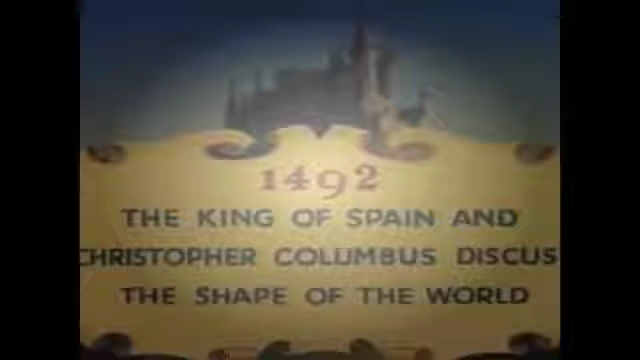 1492
THE KING OF SPAIN AND
CHRISTOPHER COLUMBUS DISCUS
THE SHAPE OF THE WORLD